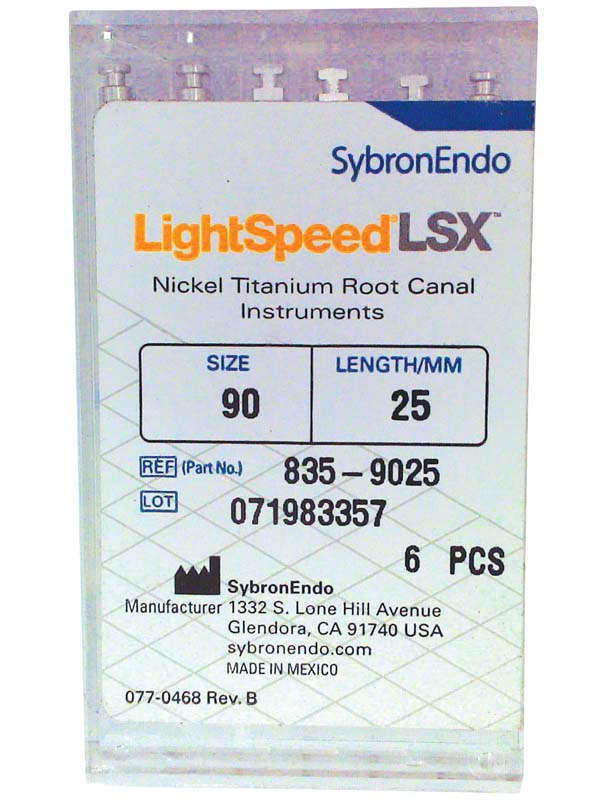 SybronEndo
LightSpeed® LSX™
Nickel Titanium Root Canal
Instruments
SIZE LENGTH/MM
90 25
REF (Part No.) 835-9025
LOT 071983357
6 PCS
SybronEndo
Manufacturer 1332 S. Lone Hill Avenue
Glendora, CA 91740 USA
sybronendo.com
MADE IN MEXICO
077-0468 Rev. B